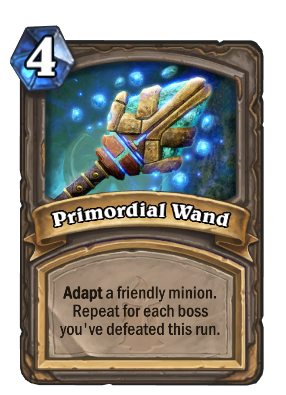 4
Primordial Wand
Adapt a friendly minion.
Repeat for each boss
you've defeated this run.